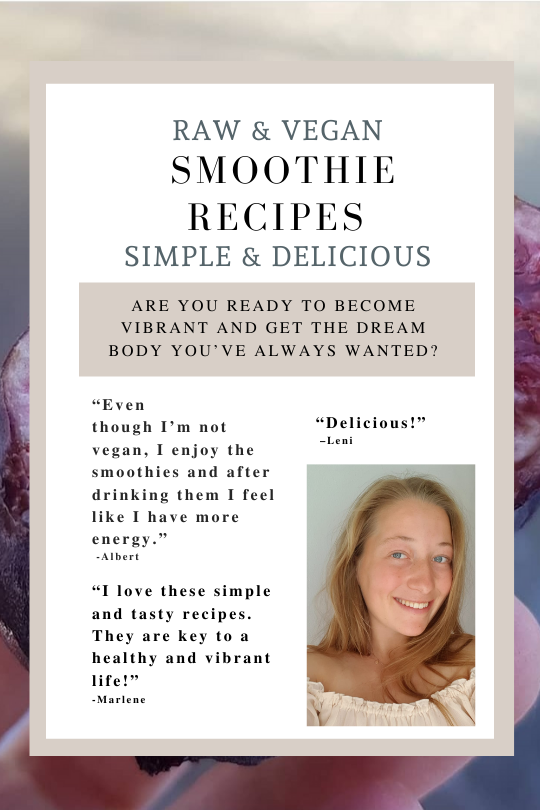 RAW & VEGAN
SMOOTHIE
RECIPES
SIMPLE & DELICIOUS
ARE YOU READY TO BECOME
VIBRANT AND GET THE DREAM
BODY YOU’VE ALWAYS WANTED?
“Even
though I’m not
vegan, I enjoy the
smoothies and after
drinking them I feel
like I have more
energy.”
-Albert
“I love these simple
and tasty recipes.
They are key to a
healthy and vibrant
life!”
-Marlene
“Delicious!”
–Leni